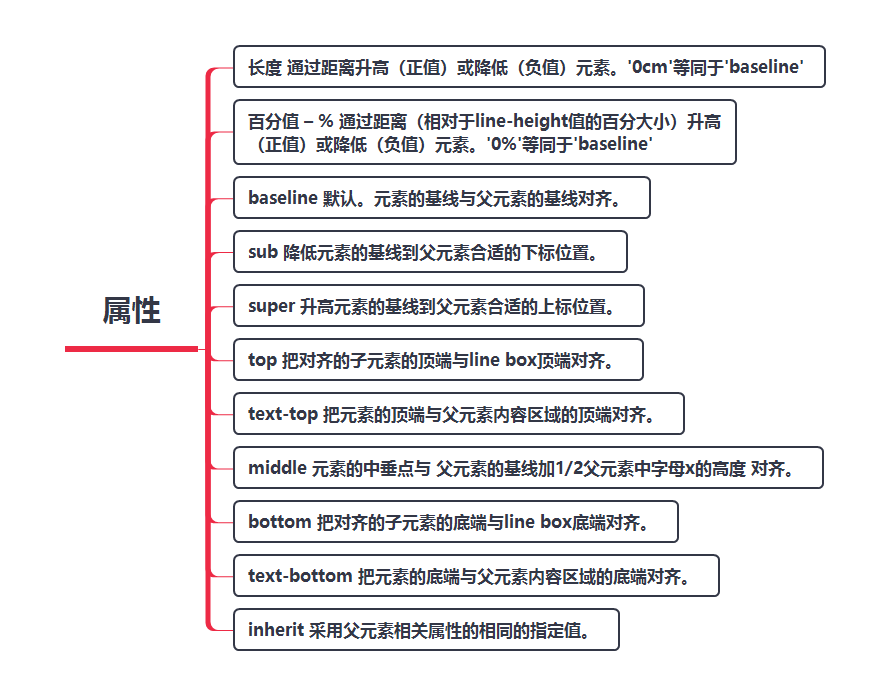 属性
长度 通过距离升高（正值）或降低（负值）元素。'0cm'等同于'baseline'
百分值 – % 通过距离（相对于line-height值的百分大小）升高
（正值）或降低（负值）元素。'0%'等同于'baseline'
baseline 默认。元素的基线与父元素的基线对齐。
sub 降低元素的基线到父元素合适的下标位置。
super 升高元素的基线到父元素合适的上标位置。
top 把对齐的子元素的顶端与line box顶端对齐。
text-top 把元素的顶端与父元素内容区域的顶端对齐。
middle 元素的中垂点与 父元素的基线加1/2父元素中字母x的高度 对齐。
bottom 把对齐的子元素的底端与line box底端对齐。
text-bottom 把元素的底端与父元素内容区域的底端对齐。
inherit 采用父元素相关属性的相同的指定值。